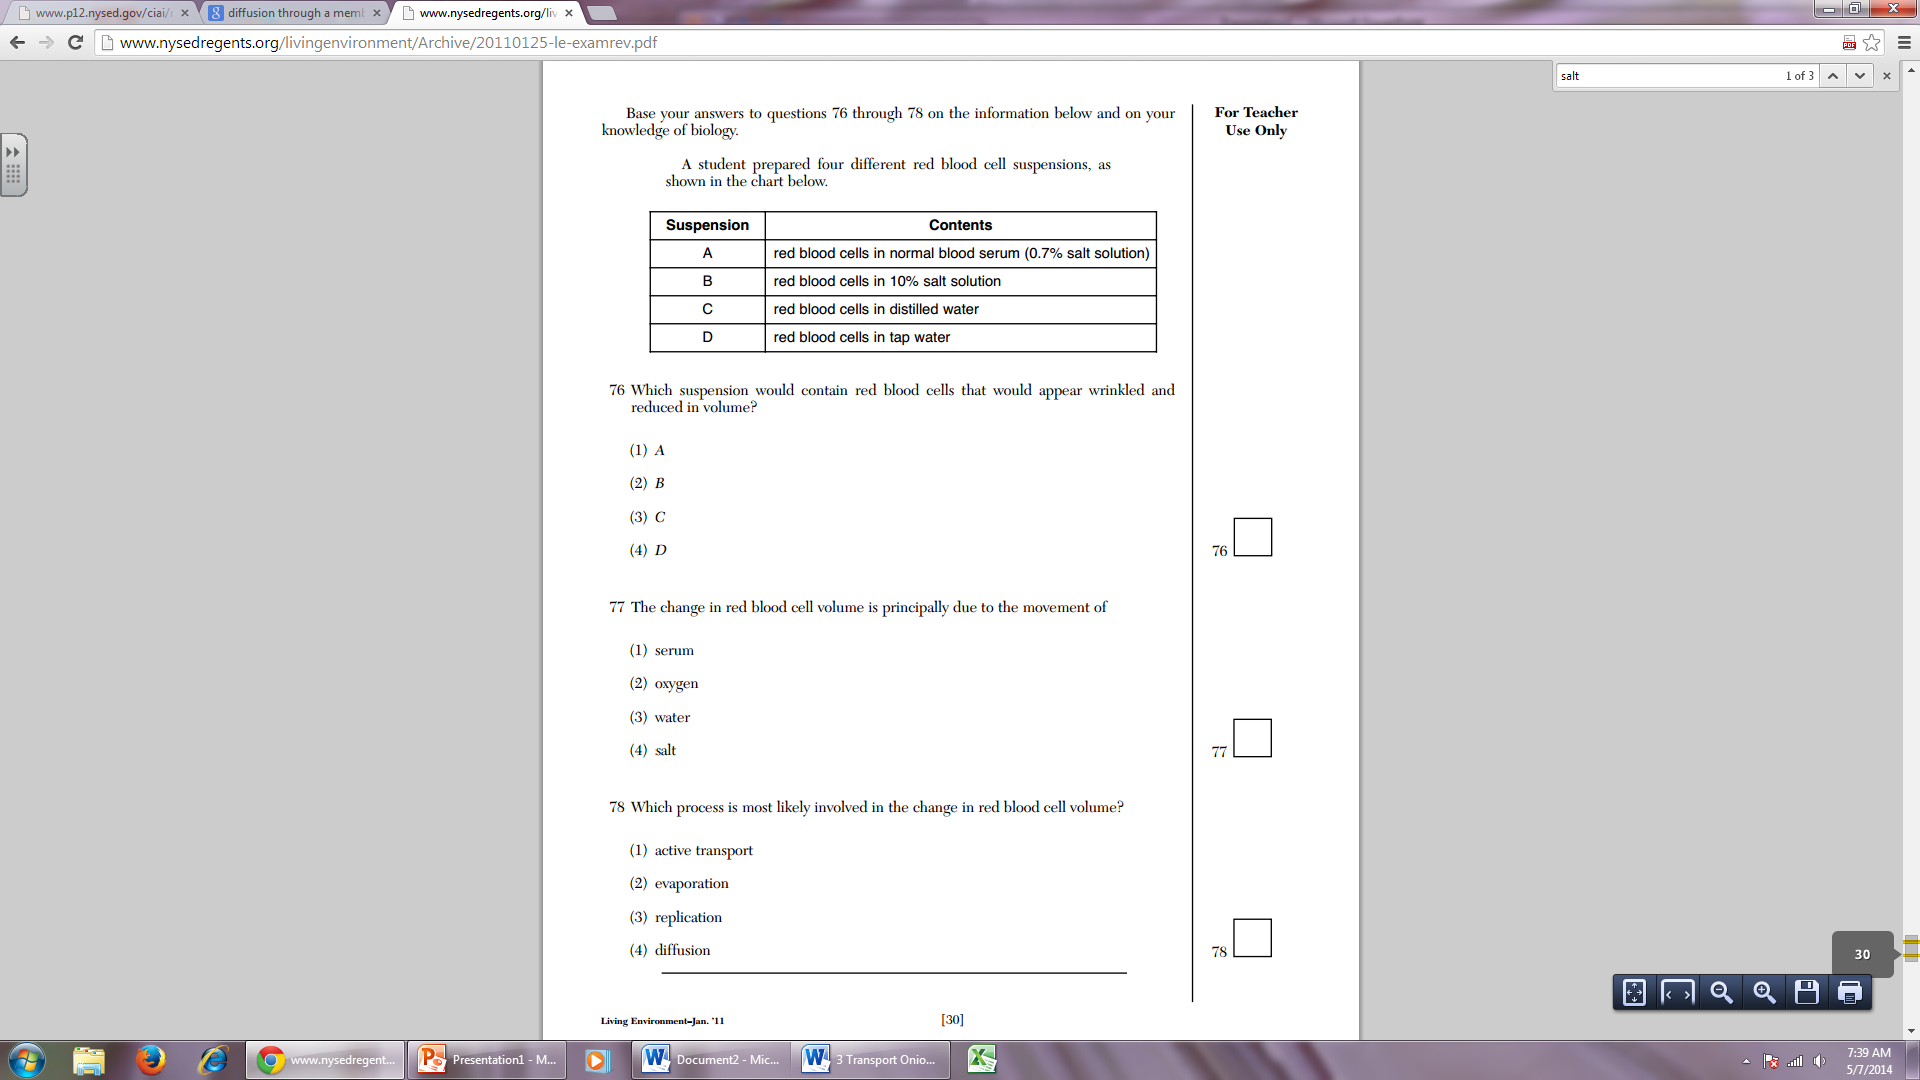 www.p12.nysed.gov/ciai/
diffusion through a mem
www.nysedregents.org/liv
www.nysedregents.org/livingenvironment/Archive/20110125-le-examrev.pdf
salt 1 of 3
Base your answers to questions 76 through 78 on the information below and on your
knowledge of biology.
For Teacher
Use Only
A student prepared four different red blood cell suspensions, as
shown in the chart below.
Suspension Contents
A red blood cells in normal blood serum (0.7% salt solution)
B red blood cells in 10% salt solution
C red blood cells in distilled water
D red blood cells in tap water
76 Which suspension would contain red blood cells that would appear wrinkled and
reduced in volume?
(1) A
(2) B
(3) C
(4) D
76
77 The change in red blood cell volume is principally due to the movement of
(1) serum
(2) oxygen
(3) water
(4) salt
77
78 Which process is most likely involved in the change in red blood cell volume?
(1) active transport
(2) evaporation
(3) replication
(4) diffusion
78
30
Living Environment–Jan. '11 [30]
www.nysedregent...
Presentation1 - M...
Document2 - Mic...
3 Transport Onio...
7:39 AM
5/7/2014